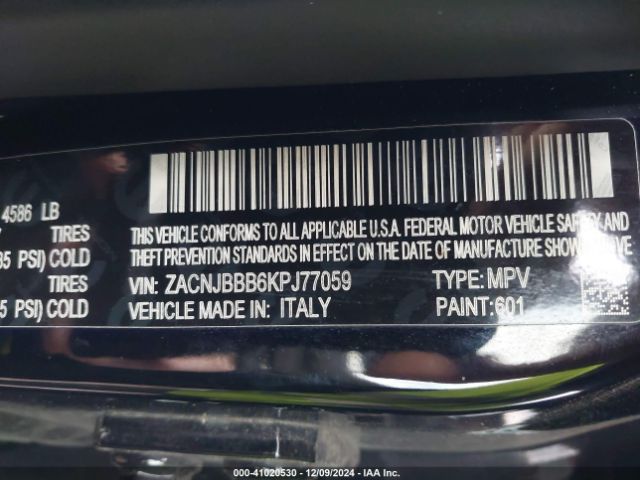 4586 LB
TIRES
35 PSI) COLD
TIRES
5 PSI) COLD
THIS VEHICLE CONFORMS TO ALL APPLICABLE U.S.A. FEDERAL MOTOR VEHICLE SAFETY AND
THEFT PREVENTION STANDARDS IN EFFECT ON THE DATE OF MANUFACTURE SHOWN ABOVE
VIN: ZACNJBBB6KPJ77059 TYPE: MPV
VEHICLE MADE IN: ITALY PAINT: 601
000-41020530 - 12/09/2024 - IAA Inc.